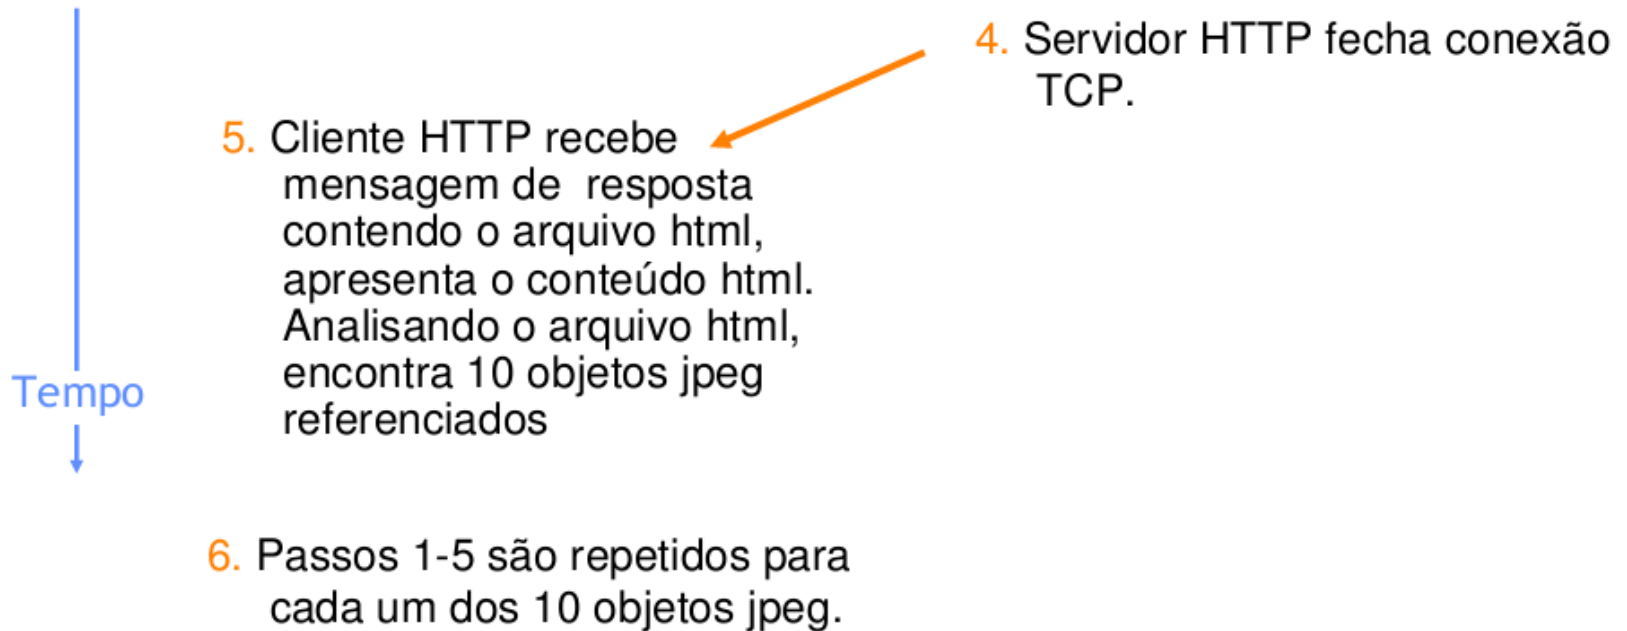 4. Servidor HTTP fecha conexão
TCP.
5. Cliente HTTP recebe
mensagem de resposta
contendo o arquivo html,
apresenta o conteúdo html.
Analisando o arquivo html,
encontra 10 objetos jpeg
referenciados
Tempo
6. Passos 1-5 são repetidos para
cada um dos 10 objetos jpeg.